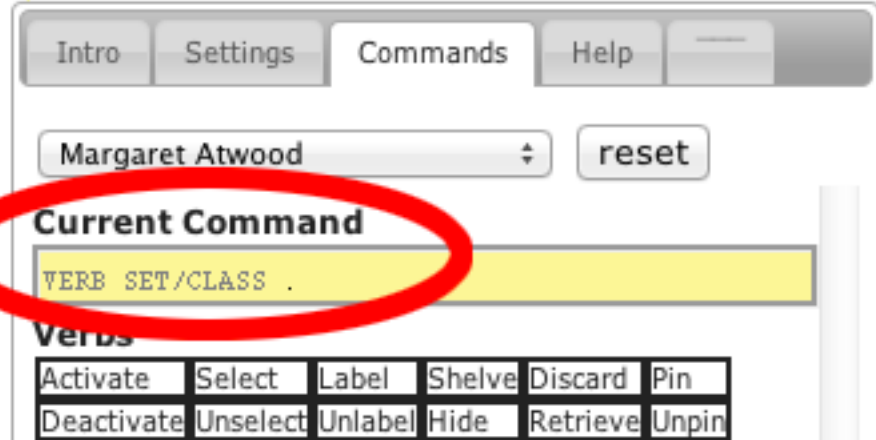 Intro Settings Commands Help
Margaret Atwood reset
Current Command
VERB SET/CLASS .
Verbs
Activate Select Label Shelve Discard Pin
Deactivate Unselect Unlabel Hide Retrieve Unpin